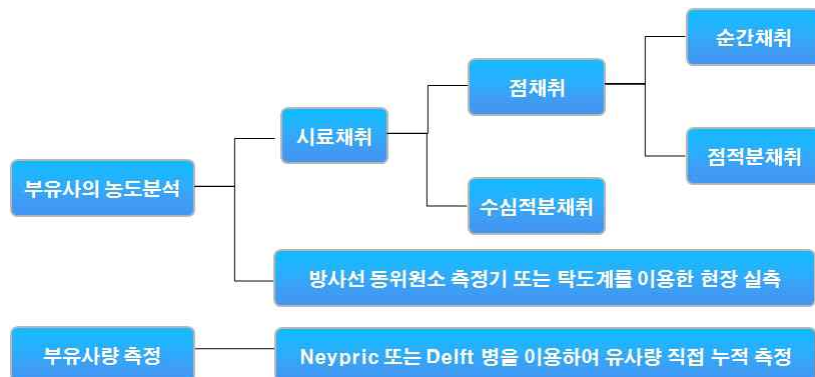 순간채취
점채취
시료채취
점적분채취
부유사의 농도분석
수심적분채취
방사선 동위원소 측정기 또는 탁도계를 이용한 현장 실측
부유사량 측정
Neypric 또는 Delft 병을 이용하여 유사량 직접 누적 측정